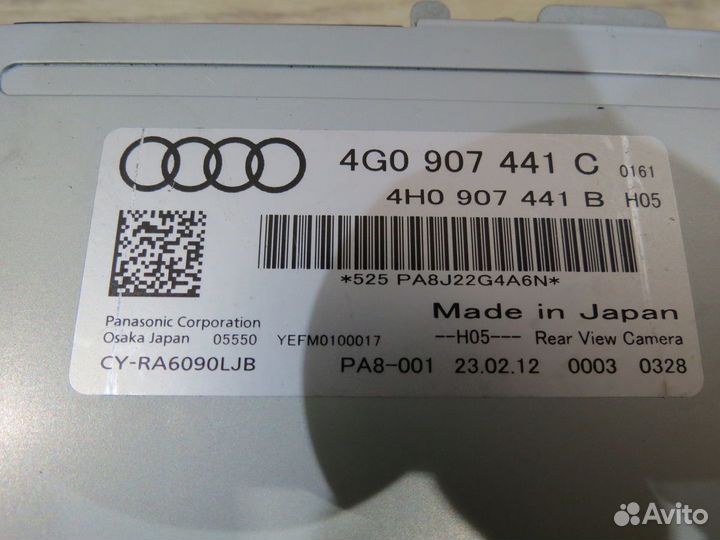 4G0 907 441 C 0161
4H0 907 441 B H05
*525 PA8J22G4A6N*
Made in Japan
Panasonic Corporation
Osaka Japan 05550 YEFM0100017 --H05--- Rear View Camera
CY-RA6090LJB PA8-001 23.02.12 0003 0328
Avito